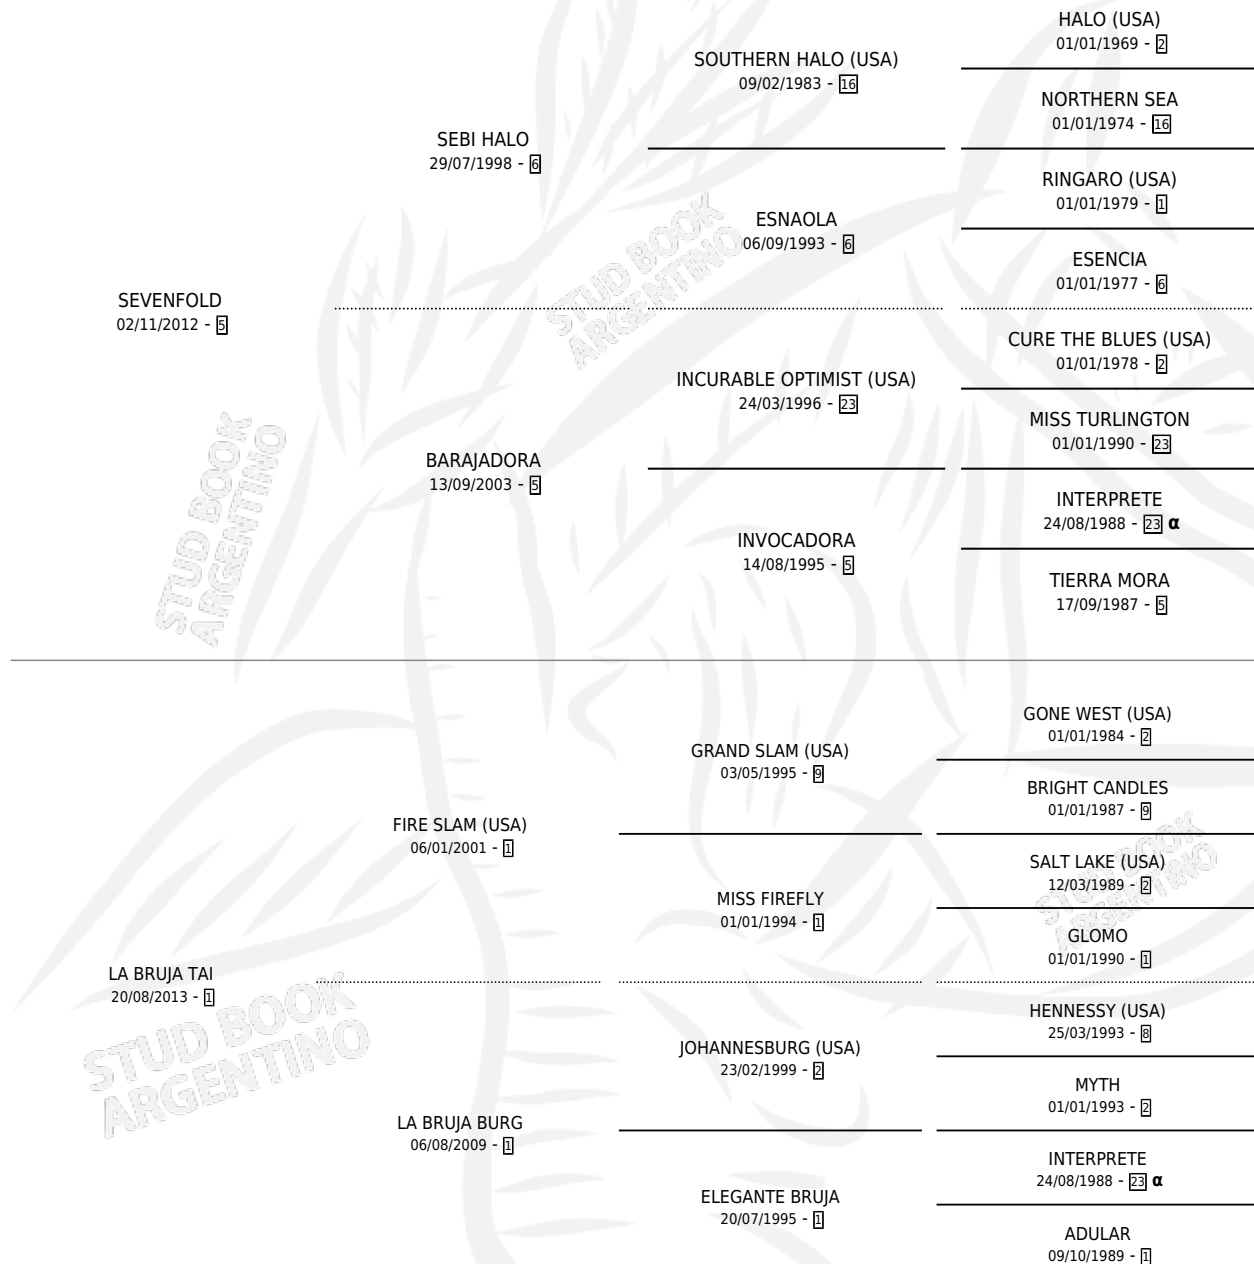 HALO (USA)
01/01/1969 - 2
SOUTHERN HALO (USA)
09/02/1983 - 16
NORTHERN SEA
01/01/1974 - 16
SEBI HALO
29/07/1998 - 6
RINGARO (USA)
01/01/1979 - 1
ESNAOLA
06/09/1993 - 6
ESENCIA
01/01/1977 - 6
SEVENFOLD
02/11/2012 - 5
CURE THE BLUES (USA)
01/01/1978 - 2
INCURABLE OPTIMIST (USA)
24/03/1996 - 23
MISS TURLINGTON
01/01/1990 - 23
BARAJADORA
13/09/2003 - 5
INTERPRETE
24/08/1988 - 23 α
INVOCADORA
14/08/1995 - 5
TIERRA MORA
17/09/1987 - 5
GONE WEST (USA)
01/01/1984 - 2
GRAND SLAM (USA)
03/05/1995 - 9
BRIGHT CANDLES
01/01/1987 - 9
FIRE SLAM (USA)
06/01/2001 - 1
SALT LAKE (USA)
12/03/1989 - 2
MISS FIREFLY
01/01/1994 - 1
GLOMO
01/01/1990 - 1
LA BRUJA TAI
20/08/2013 - 1
HENNESSY (USA)
25/03/1993 - 8
JOHANNESBURG (USA)
23/02/1999 - 2
MYTH
01/01/1993 - 2
LA BRUJA BURG
06/08/2009 - 1
INTERPRETE
24/08/1988 - 23 α
ELEGANTE BRUJA
20/07/1995 - 1
ADULAR
09/10/1989 - 1
STUD BOOK
ARGENTINO
STUD BOOK
ARGENTINO
STUD BOOK
ARGENTINO
STUD BOOK
ARGENTINO